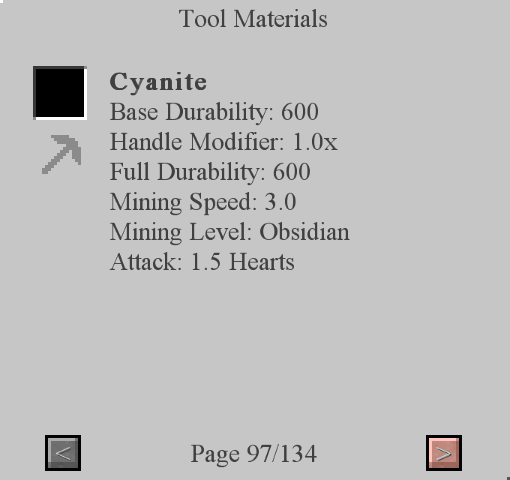 Tool Materials
Cyanite
Base Durability: 600
Handle Modifier: 1.0x
Full Durability: 600
Mining Speed: 3.0
Mining Level: Obsidian
Attack: 1.5 Hearts
< Page 97/134 >